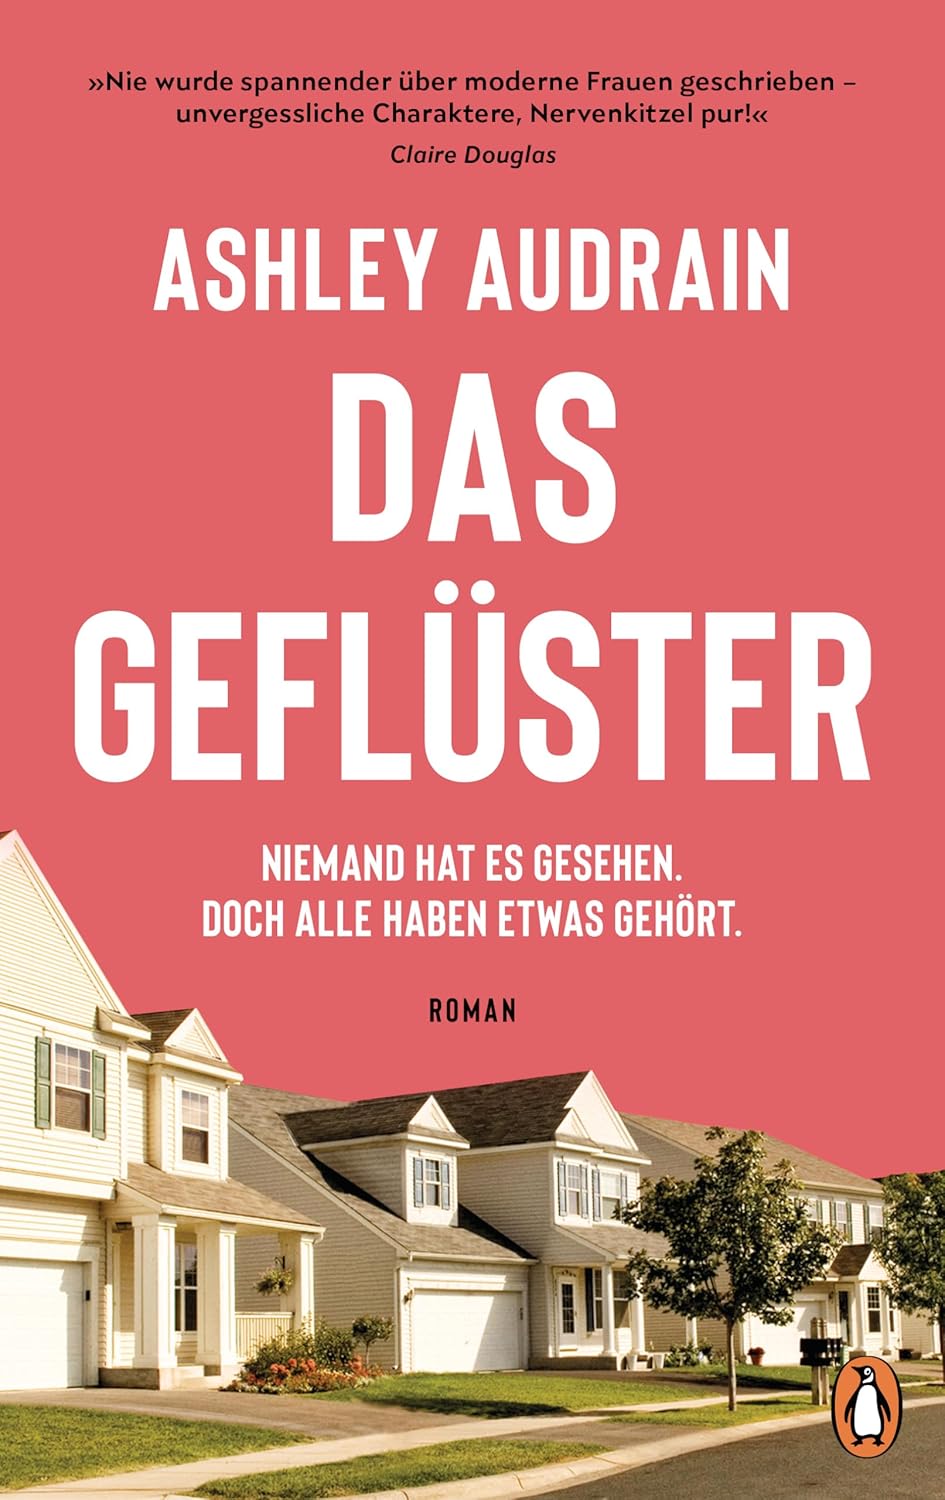 »Nie wurde spannender über moderne Frauen geschrieben –
unvergessliche Charaktere, Nervenkitzel pur!«
Claire Douglas
ASHLEY AUDRAIN
DAS
GEFLÜSTER
NIEMAND HAT ES GESEHEN.
DOCH ALLE HABEN ETWAS GEHÖRT.
ROMAN